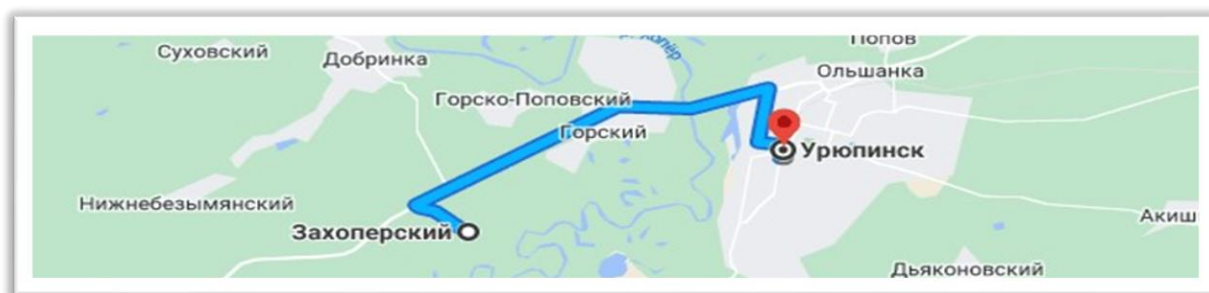 Попов
Суховский
Добринка
Ольшанка
Горско-Поповский
Горский
Урюпинск
Нижнебезымянский
Захоперский
Акиш
Дьяконовский